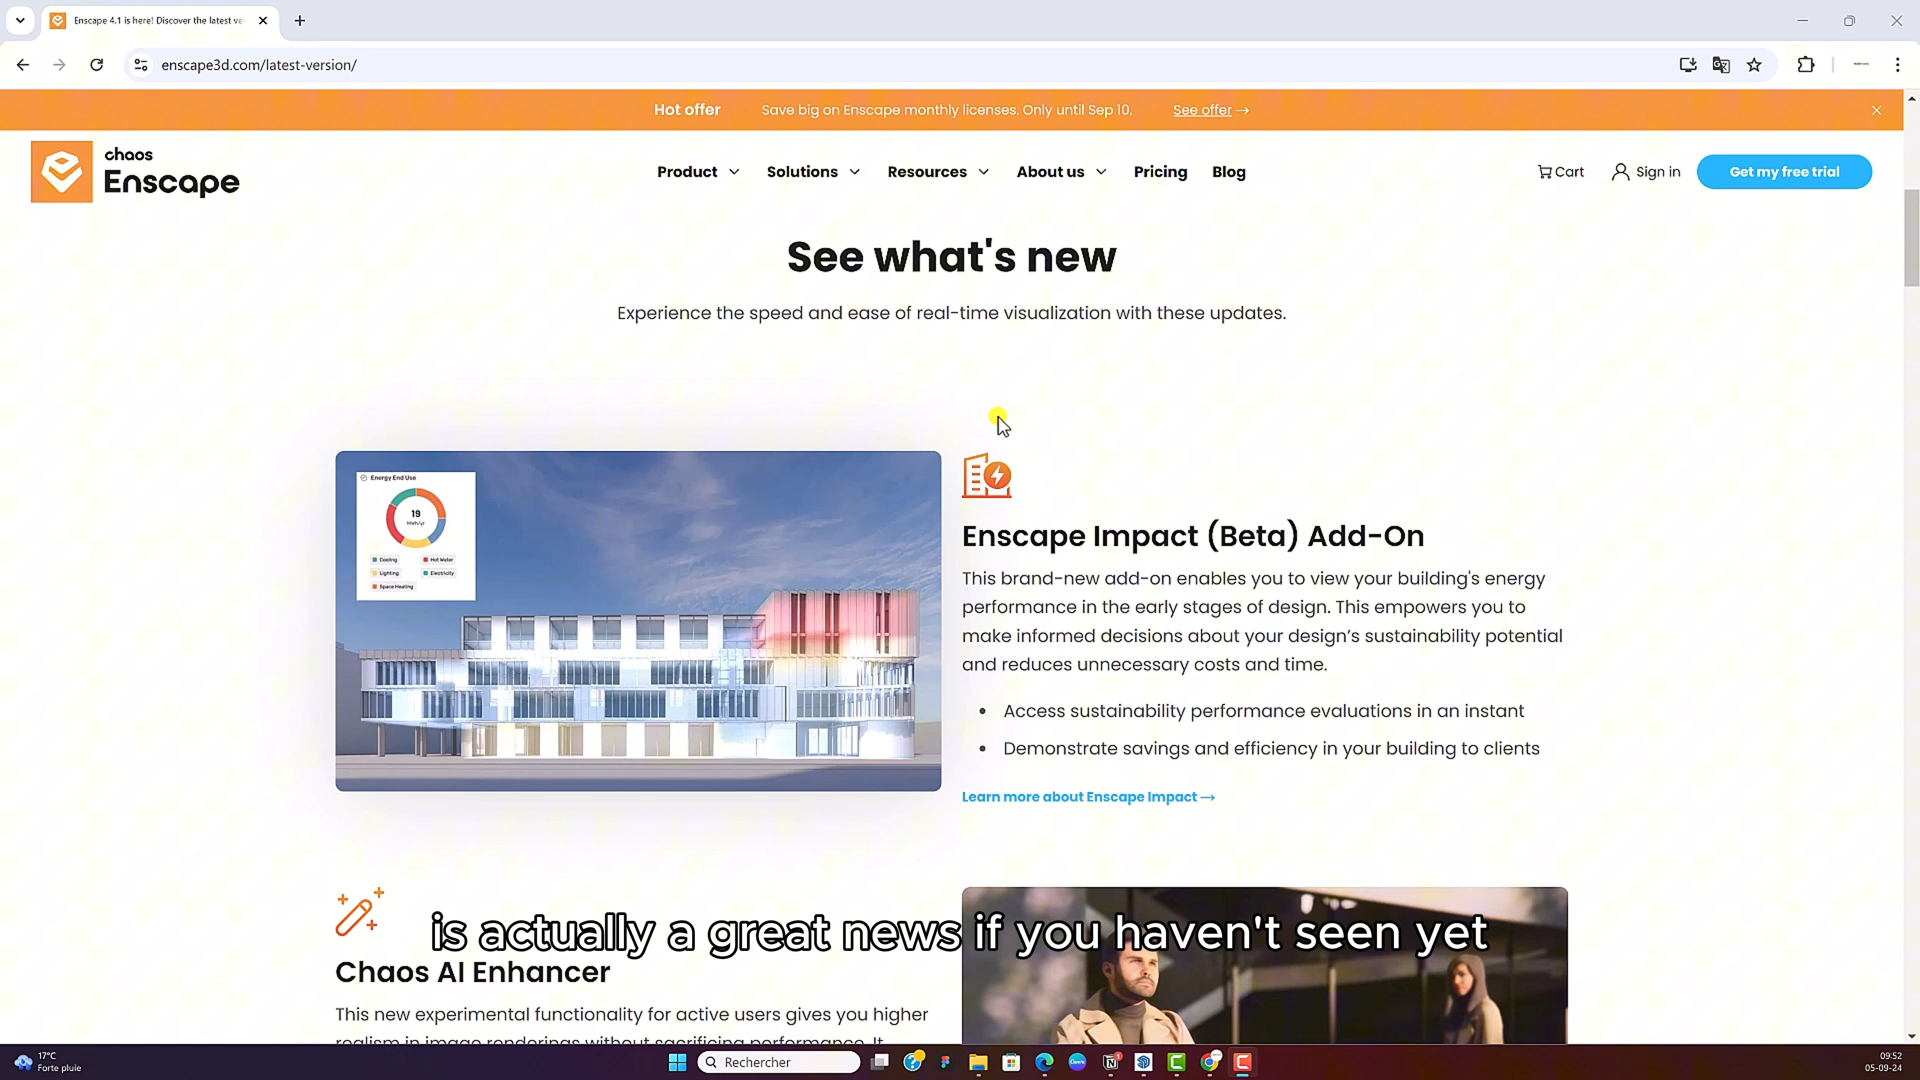 Enscape 4.1 is here! Discover the latest ve
enscape3d.com/latest-version/
Hot offer Save big on Enscape monthly licenses. Only until Sep 10. See offer →
chaos
Enscape
Product Solutions Resources About us Pricing Blog Cart Sign in Get my free trial
See what's new
Experience the speed and ease of real-time visualization with these updates.
Energy End Use
19
MWh/yr
Cooling Hot Water
Lighting Electricity
Space Heating
Enscape Impact (Beta) Add-On
This brand-new add-on enables you to view your building's energy
performance in the early stages of design. This empowers you to
make informed decisions about your design’s sustainability potential
and reduces unnecessary costs and time.
• Access sustainability performance evaluations in an instant
• Demonstrate savings and efficiency in your building to clients
Learn more about Enscape Impact →
is actually a great news if you haven't seen yet
Chaos AI Enhancer
This new experimental functionality for active users gives you higher
realism in image renderings without sacrificing performance. It
17°C
Forte pluie
Rechercher
09:52
05-09-24